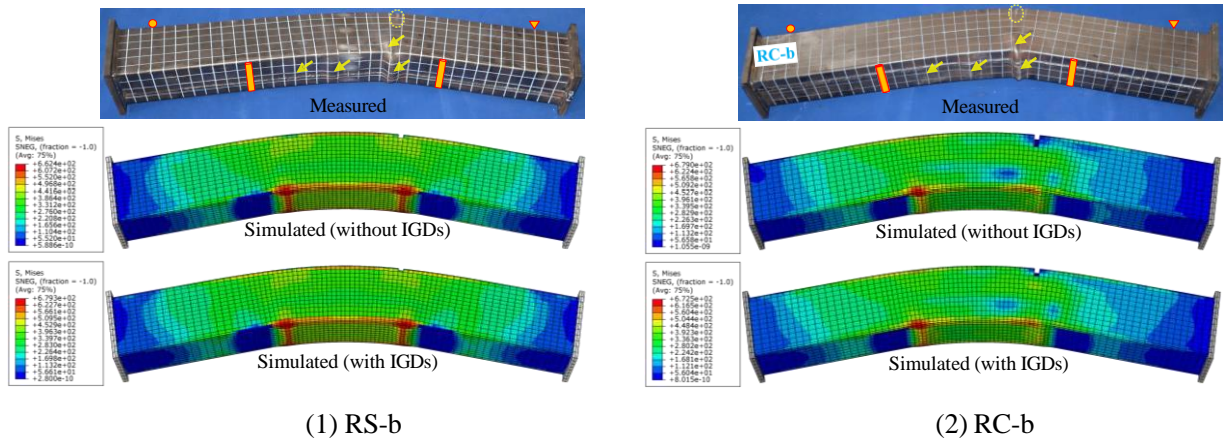 Measured
S, Mises
SNEG, (fraction = -1.0)
(Avg: 75%)
+6.624e+02
+6.072e+02
+5.520e+02
+4.968e+02
+4.416e+02
+3.864e+02
+3.312e+02
+2.760e+02
+2.208e+02
+1.656e+02
+1.104e+02
+5.520e+01
+5.886e-10
Simulated (without IGDs)
S, Mises
SNEG, (fraction = -1.0)
(Avg: 75%)
+6.793e+02
+6.227e+02
+5.661e+02
+5.095e+02
+4.529e+02
+3.963e+02
+3.397e+02
+2.830e+02
+2.264e+02
+1.698e+02
+1.132e+02
+5.661e+01
+2.800e-10
Simulated (with IGDs)
(1) RS-b
RC-b
Measured
S, Mises
SNEG, (fraction = -1.0)
(Avg: 75%)
+6.790e+02
+6.224e+02
+5.658e+02
+5.092e+02
+4.527e+02
+3.961e+02
+3.395e+02
+2.829e+02
+2.263e+02
+1.697e+02
+1.132e+02
+5.658e+01
+1.055e-09
Simulated (without IGDs)
S, Mises
SNEG, (fraction = -1.0)
(Avg: 75%)
+6.725e+02
+6.165e+02
+5.604e+02
+5.044e+02
+4.484e+02
+3.923e+02
+3.363e+02
+2.802e+02
+2.242e+02
+1.681e+02
+1.121e+02
+5.604e+01
+8.015e-10
Simulated (with IGDs)
(2) RC-b